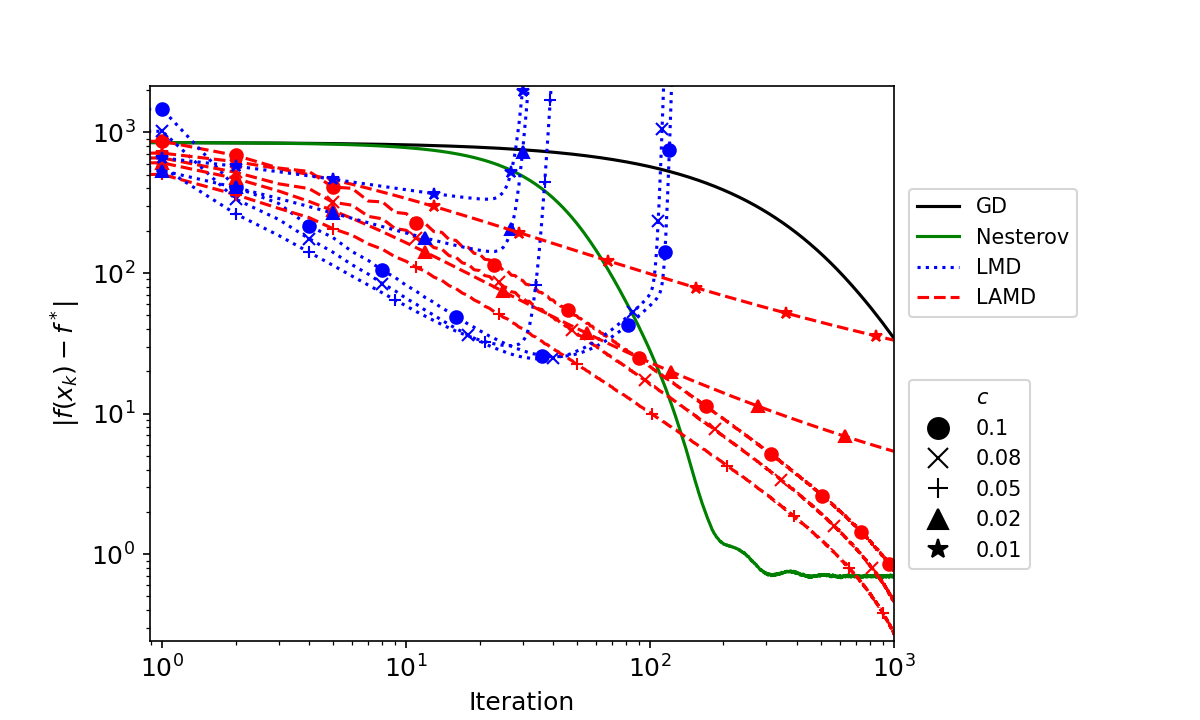 10³
10²
10¹
10⁰
|f(xₖ) − f*|
10⁰ 10¹ 10² 10³
Iteration
GD
Nesterov
LMD
LAMD
c
0.1
0.08
0.05
0.02
0.01